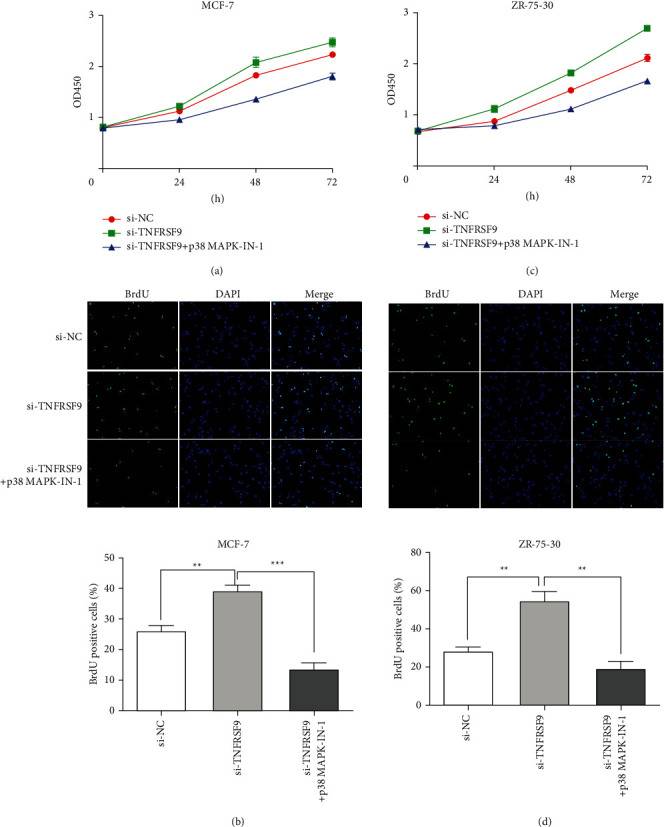 MCF-7
3
2
1
OD450
0 24 48 72
(h)
si-NC
si-TNFRSF9
si-TNFRSF9+p38 MAPK-IN-1
(a)
ZR-75-30
3
2
1
OD450
0 24 48 72
(h)
si-NC
si-TNFRSF9
si-TNFRSF9+p38 MAPK-IN-1
(c)
BrdU DAPI Merge
si-NC
si-TNFRSF9
si-TNFRSF9
+p38 MAPK-IN-1
BrdU DAPI Merge
MCF-7
50
40
30
20
10
0
BrdU positive cells (%)
** ***
si-NC
si-TNFRSF9
si-TNFRSF9
+p38 MAPK-IN-1
(b)
ZR-75-30
80
60
40
20
0
BrdU positive cells (%)
** **
si-NC
si-TNFRSF9
si-TNFRSF9
+p38 MAPK-IN-1
(d)